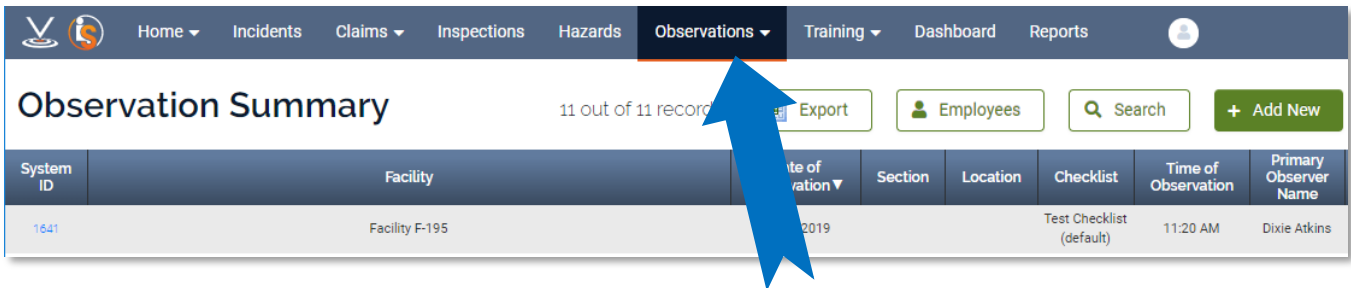 Home Incidents Claims Inspections Hazards Observations Training Dashboard Reports
Observation Summary 11 out of 11 Export Employees Search + Add New
System ID Facility Section Location Checklist Time of Observation Primary Observer Name
1641 Facility F-195 2019 Test Checklist (default) 11:20 AM Dixie Atkins